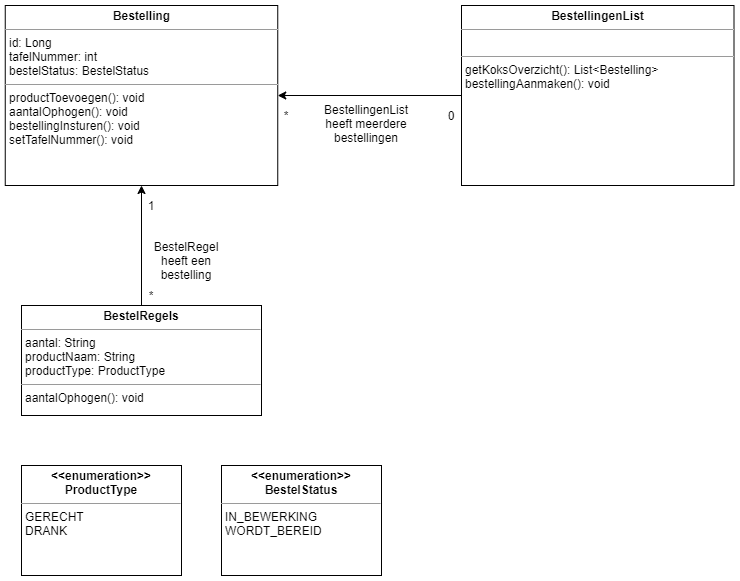 Bestelling
id: Long
tafelNummer: int
bestelStatus: BestelStatus
productToevoegen(): void
aantalOphogen(): void
bestellingInsturen(): void
setTafelNummer(): void
BestellingenList
getKoksOverzicht(): List<Bestelling>
bestellingAanmaken(): void
*
BestellingenList
heeft meerdere
bestellingen
0
1
BestelRegel
heeft een
bestelling
*
BestelRegels
aantal: String
productNaam: String
productType: ProductType
aantalOphogen(): void
<<enumeration>>
ProductType
GERECHT
DRANK
<<enumeration>>
BestelStatus
IN_BEWERKING
WORDT_BEREID